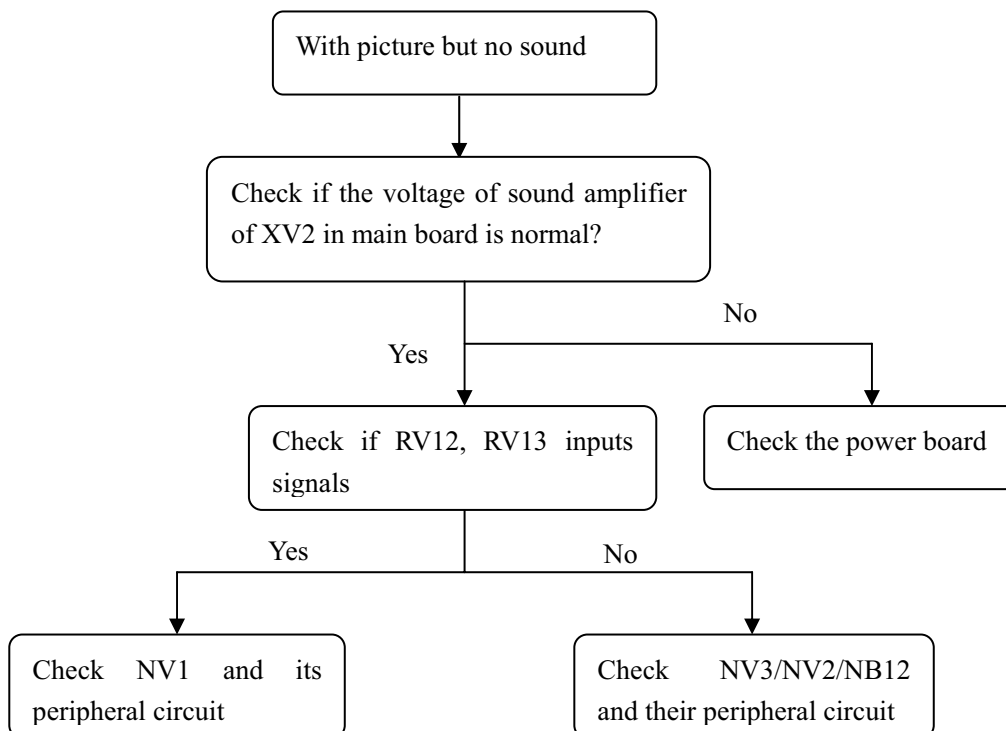 With picture but no sound
Check if the voltage of sound amplifier
of XV2 in main board is normal?
No
Yes
Check if RV12, RV13 inputs
signals
Check the power board
Yes
No
Check NV1 and its
peripheral circuit
Check NV3/NV2/NB12
and their peripheral circuit